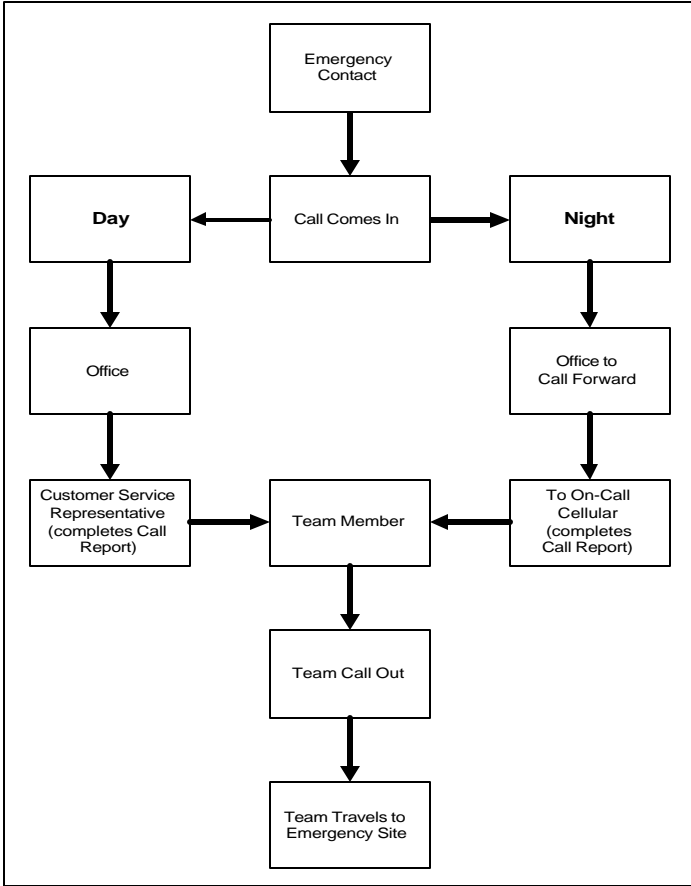 Emergency
Contact
Day
Call Comes In
Night
Office
Office to
Call Forward
Customer Service
Representative
(completes Call
Report)
Team Member
To On-Call
Cellular
(completes
Call Report)
Team Call Out
Team Travels to
Emergency Site